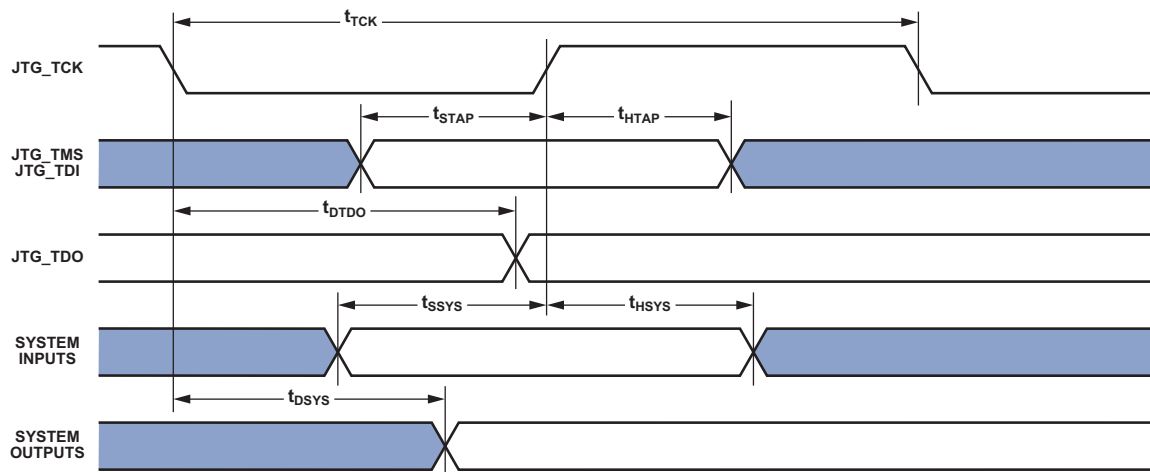 tTCK
JTG_TCK
tSTAP
tHTAP
JTG_TMS
JTG_TDI
tDTDO
JTG_TDO
tSSYS
tHSYS
SYSTEM
INPUTS
tDSYS
SYSTEM
OUTPUTS